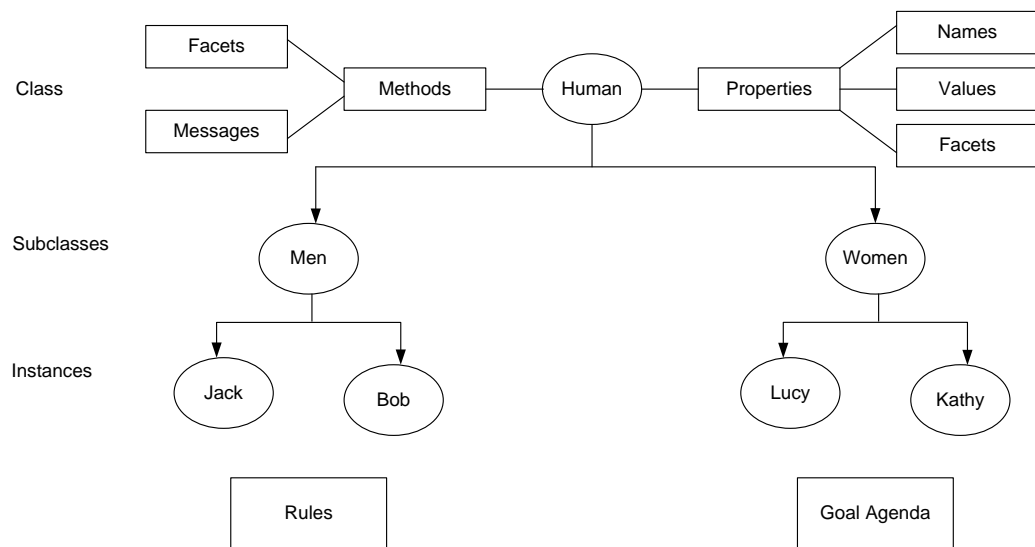 Facets
Names
Class
Methods
Human
Properties
Values
Messages
Facets
Subclasses
Men
Women
Instances
Jack
Bob
Lucy
Kathy
Rules
Goal Agenda